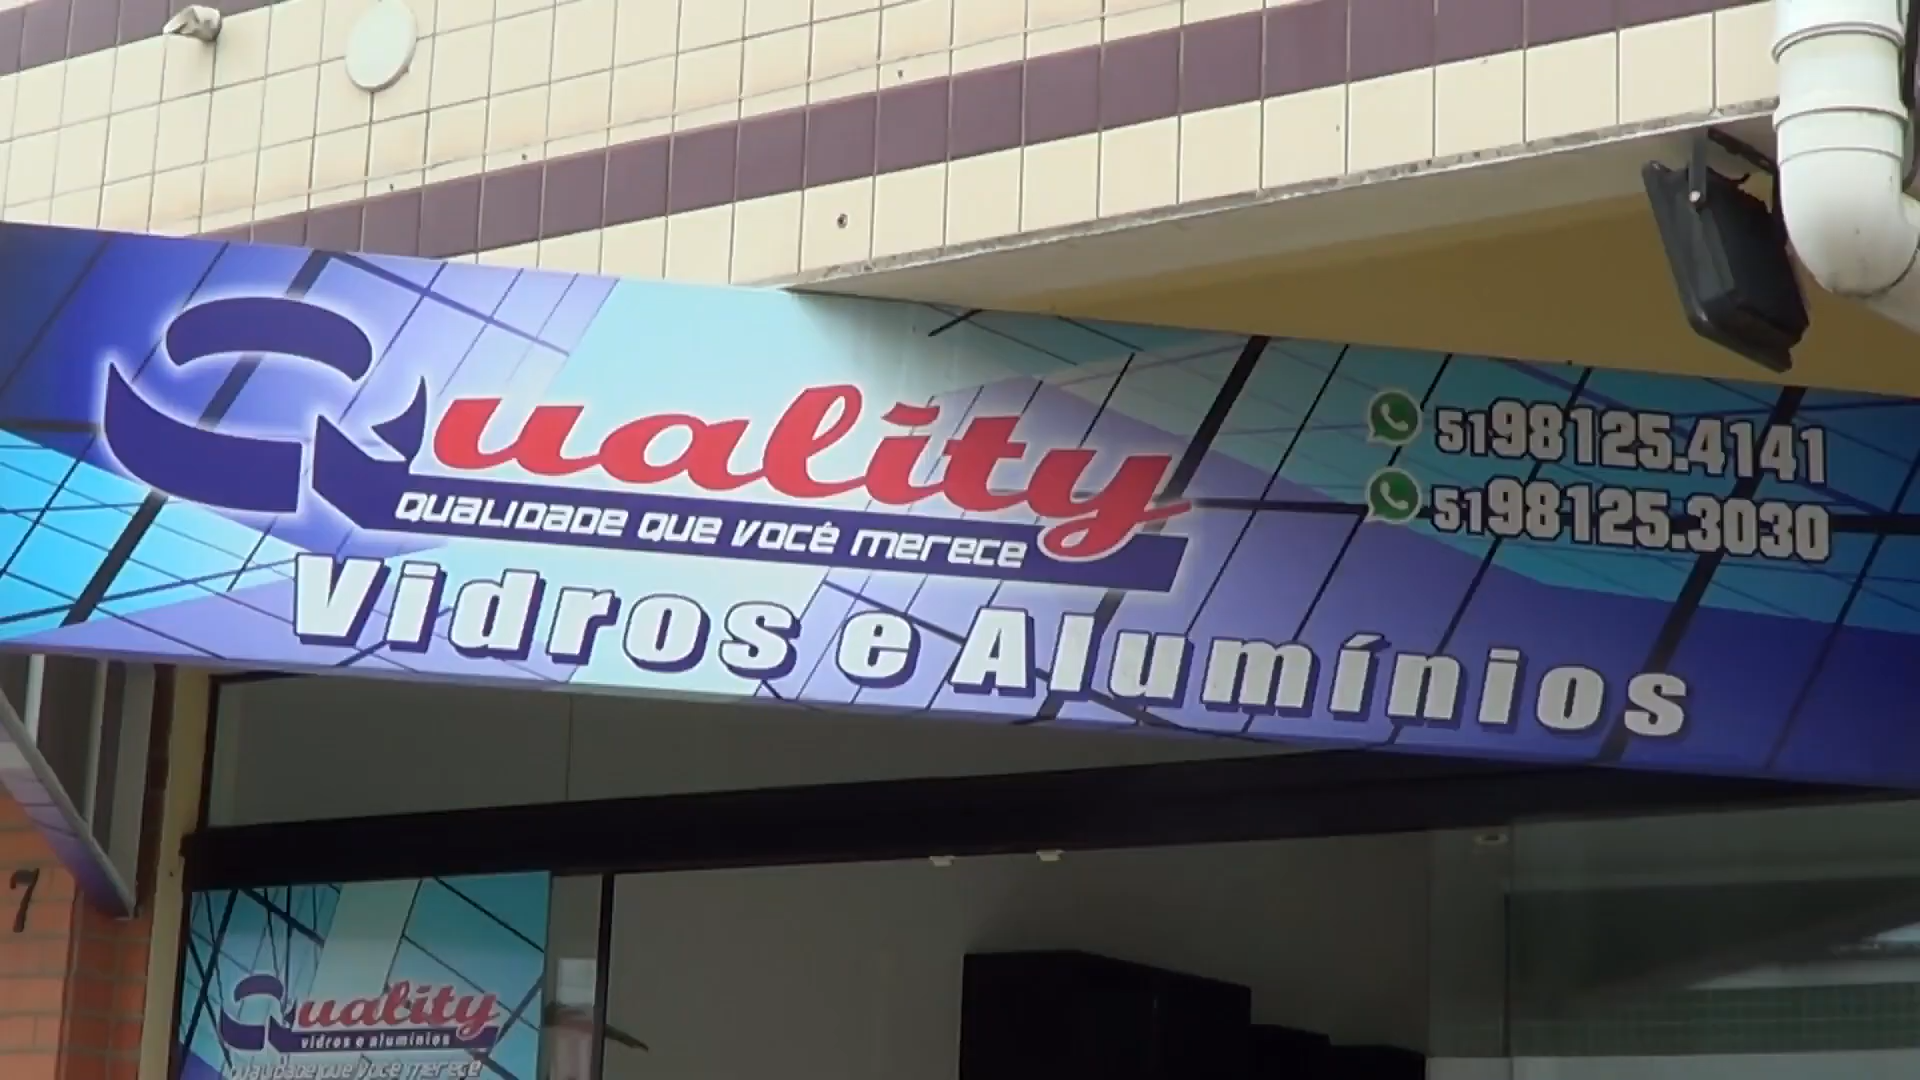 Quality
QUALIDADE QUE VOCÊ MERECE
Vidros e Alumínios
51 98125.4141
51 98125.3030
7
Quality
vidros e alumínios
QUALIDADE QUE VOCÊ MERECE